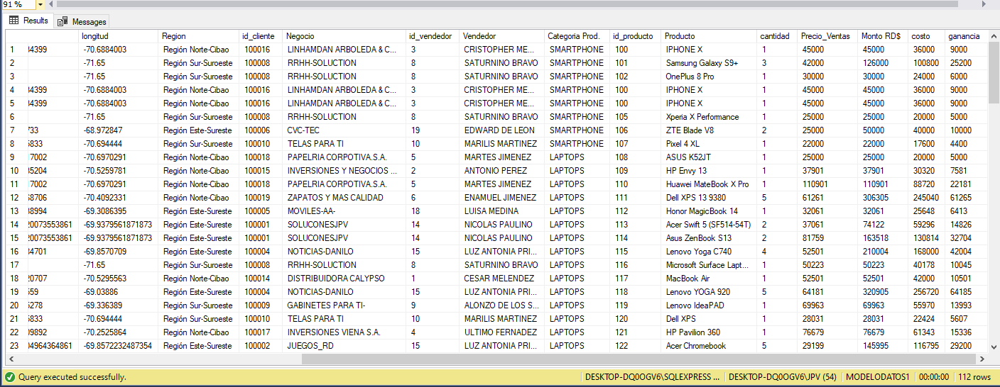 91 %
Results Messages
longitud Region id_cliente Negocio id_vendedor Vendedor Categoria Prod. id_producto Producto cantidad Precio_Ventas Monto RD$ costo ganancia
1 34399 -70.6884003 Región Norte-Cibao 100016 LINHAMDAN ARBOLEDA & C... 3 CRISTOPHER ME... SMARTPHONE 100 IPHONE X 1 45000 45000 36000 9000
2 -71.65 Región Sur-Suroeste 100008 RRHH-SOLUCTION 8 SATURNINO BRAVO SMARTPHONE 101 Samsung Galaxy S9+ 3 42000 126000 100800 25200
3 -71.65 Región Sur-Suroeste 100008 RRHH-SOLUCTION 8 SATURNINO BRAVO SMARTPHONE 102 OnePlus 8 Pro 1 30000 30000 24000 6000
4 34399 -70.6884003 Región Norte-Cibao 100016 LINHAMDAN ARBOLEDA & C... 3 CRISTOPHER ME... SMARTPHONE 100 IPHONE X 1 45000 45000 36000 9000
5 34399 -70.6884003 Región Norte-Cibao 100016 LINHAMDAN ARBOLEDA & C... 3 CRISTOPHER ME... SMARTPHONE 100 IPHONE X 1 45000 45000 36000 9000
6 -71.65 Región Sur-Suroeste 100008 RRHH-SOLUCTION 8 SATURNINO BRAVO SMARTPHONE 105 Xperia X Performance 1 25000 25000 20000 5000
7 733 -68.972847 Región Este-Sureste 100006 CVC-TEC 19 EDWARD DE LEON SMARTPHONE 106 ZTE Blade V8 2 25000 50000 40000 10000
8 5833 -70.694444 Región Sur-Suroeste 100010 TELAS PARA TI 10 MARILIS MARTINEZ SMARTPHONE 107 Pixel 4 XL 1 22000 22000 17600 4400
9 17002 -70.6970291 Región Norte-Cibao 100018 PAPELRIA CORPOTIVA.S.A. 5 MARTES JIMENEZ LAPTOPS 108 ASUS K52JT 1 25000 25000 20000 5000
10 35204 -70.5259781 Región Norte-Cibao 100015 INVERSIONES Y NEGOCIOS ... 2 ANTONIO PEREZ LAPTOPS 109 HP Envy 13 1 37901 37901 30320 7581
11 17002 -70.6970291 Región Norte-Cibao 100018 PAPELRIA CORPOTIVA.S.A. 5 MARTES JIMENEZ LAPTOPS 110 Huawei MateBook X Pro 1 110901 110901 88720 22181
12 58706 -70.4092331 Región Norte-Cibao 100019 ZAPATOS Y MAS CALIDAD 6 ENAMUEL JIMENEZ LAPTOPS 111 Dell XPS 13 9380 5 61261 306305 245040 61265
13 38994 -69.3086395 Región Este-Sureste 100005 MOVILES-AA- 18 LUISA MEDINA LAPTOPS 112 Honor MagicBook 14 1 32061 32061 25648 6413
14 20073553861 -69.9379561871873 Región Este-Sureste 100001 SOLUCONESJPV 14 NICOLAS PAULINO LAPTOPS 113 Acer Swift 5 (SF514-54T) 2 37061 74122 59296 14826
15 20073553861 -69.9379561871873 Región Este-Sureste 100001 SOLUCONESJPV 14 NICOLAS PAULINO LAPTOPS 114 Asus ZenBook S13 2 81759 163518 130814 32704
16 34701 -69.8570709 Región Este-Sureste 100004 NOTICIAS-DANILO 15 LUZ ANTONIA PRI... LAPTOPS 115 Lenovo Yoga C740 4 52501 210004 168000 42004
17 -71.65 Región Sur-Suroeste 100008 RRHH-SOLUCTION 8 SATURNINO BRAVO LAPTOPS 116 Microsoft Surface Lapt... 1 50223 50223 40178 10045
18 20707 -70.5295563 Región Norte-Cibao 100014 DISTRIBUIDORA CALYPSO 1 CESAR MELENDEZ LAPTOPS 117 MacBook Air 1 52501 52501 42000 10501
19 559 -69.03886 Región Este-Sureste 100004 NOTICIAS-DANILO 15 LUZ ANTONIA PRI... LAPTOPS 118 Lenovo YOGA 920 5 64181 320905 256720 64185
20 5278 -69.336389 Región Sur-Suroeste 100009 GABINETES PARA TI- 9 ALONZO DE LOS S... LAPTOPS 119 Lenovo IdeaPAD 1 69963 69963 55970 13993
21 5833 -70.694444 Región Sur-Suroeste 100010 TELAS PARA TI 10 MARILIS MARTINEZ LAPTOPS 120 Dell XPS 1 28031 28031 22424 5607
22 39892 -70.2525864 Región Norte-Cibao 100017 INVERSIONES VIENA S.A. 4 ULTIMO FERNADEZ LAPTOPS 121 HP Pavilion 360 1 76679 76679 61343 15336
23 34964364861 -69.8572232487354 Región Este-Sureste 100002 JUEGOS_RD 15 LUZ ANTONIA PRI... LAPTOPS 122 Acer Chromebook 5 29199 145995 116795 29200
Query executed successfully. DESKTOP-DQ0OGV6\SQLEXPRESS ... DESKTOP-DQ0OGV6\JPV (54) MODELODATOS1 00:00:00 112 rows